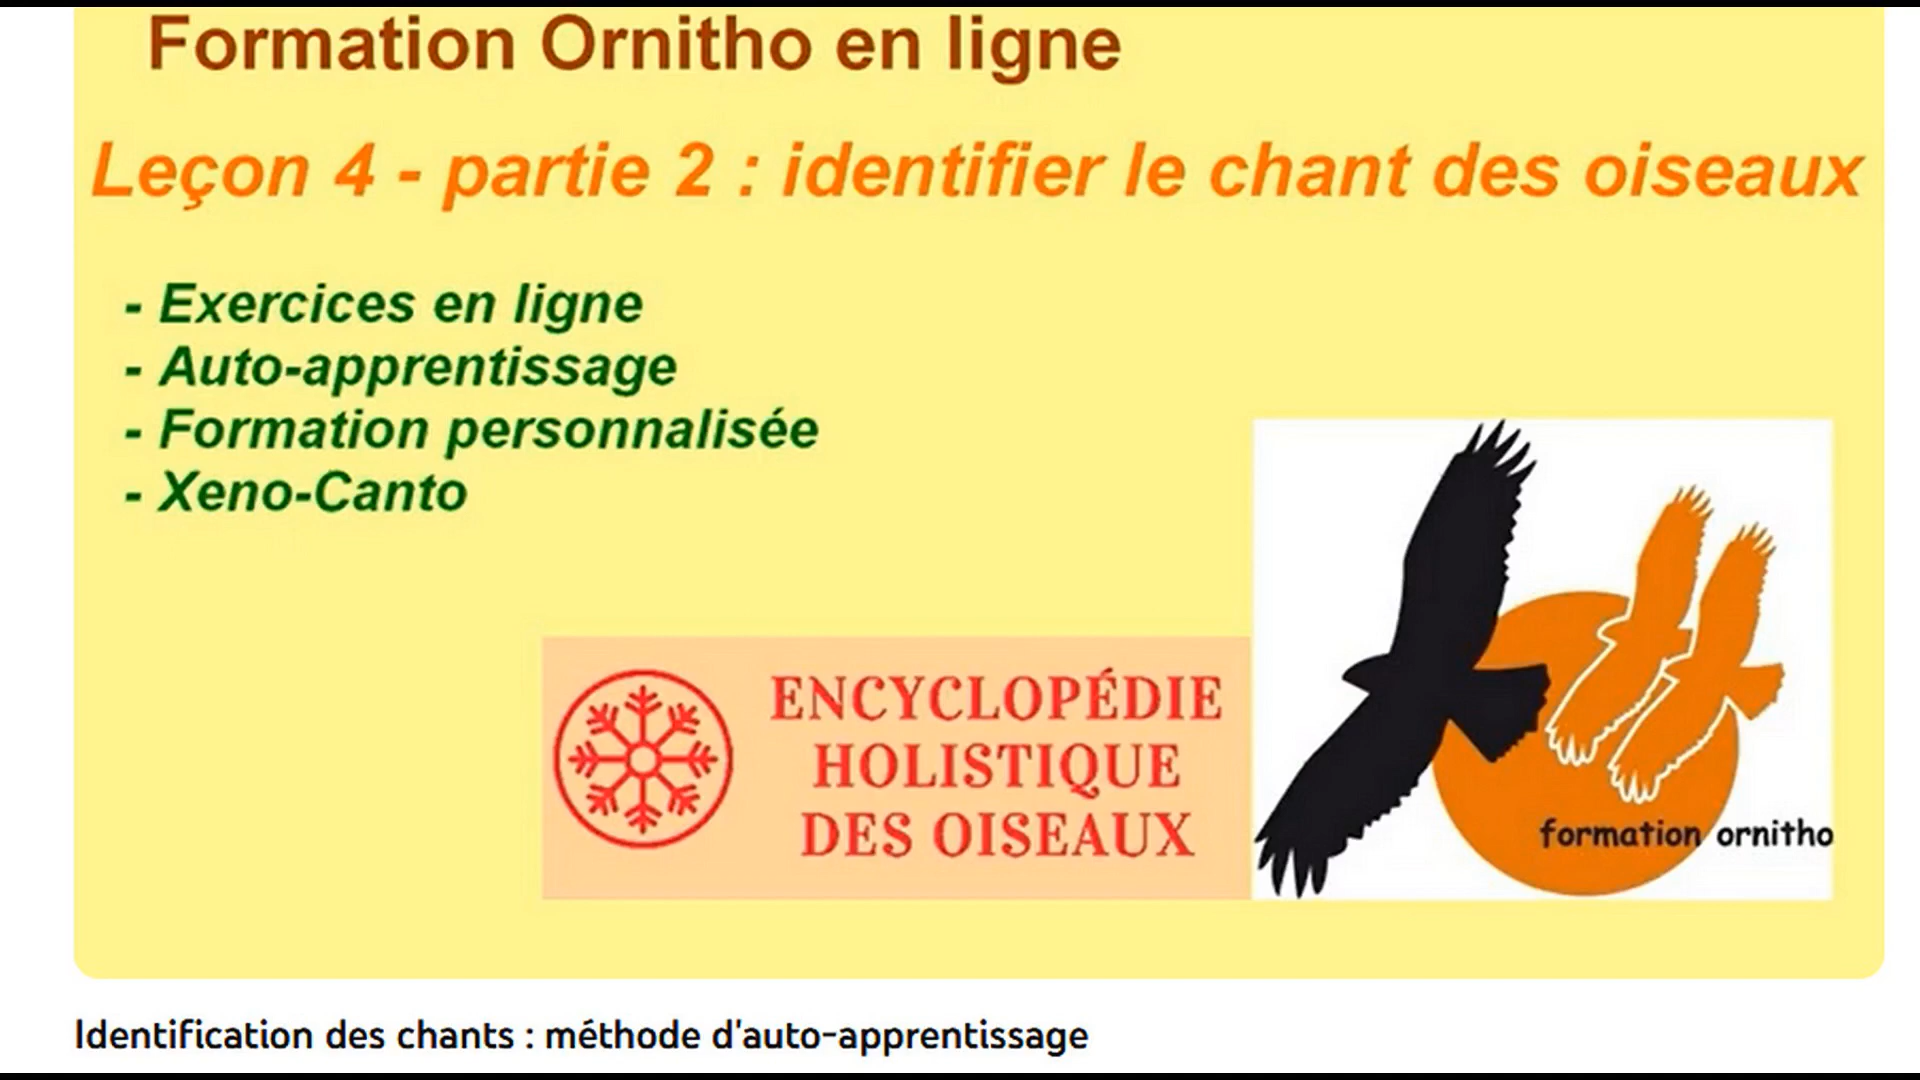 Formation Ornitho en ligne
Leçon 4 - partie 2 : identifier le chant des oiseaux
- Exercices en ligne
- Auto-apprentissage
- Formation personnalisée
- Xeno-Canto
ENCYCLOPÉDIE
HOLISTIQUE
DES OISEAUX
formation ornitho
Identification des chants : méthode d'auto-apprentissage